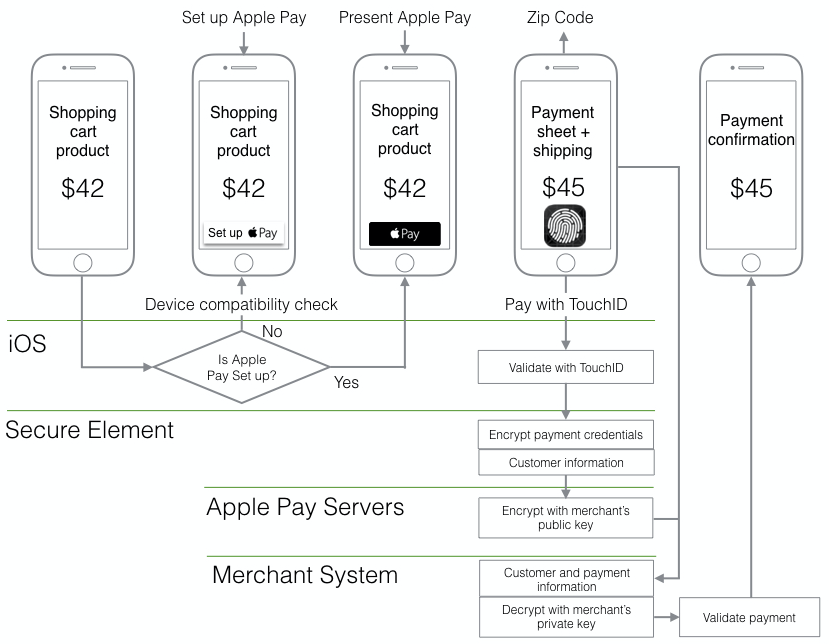 Set up Apple Pay
Present Apple Pay
Zip Code
Shopping
cart
product
$42
Shopping
cart
product
$42
Set up Pay
Shopping
cart
product
$42
Pay
Payment
sheet +
shipping
$45
Payment
confirmation
$45
Device compatibility check
Pay with TouchID
iOS
No
Is Apple
Pay Set up?
Yes
Validate with TouchID
Secure Element
Encrypt payment credentials
Customer information
Apple Pay Servers
Encrypt with merchant's
public key
Merchant System
Customer and payment
information
Decrypt with merchant's
private key
Validate payment